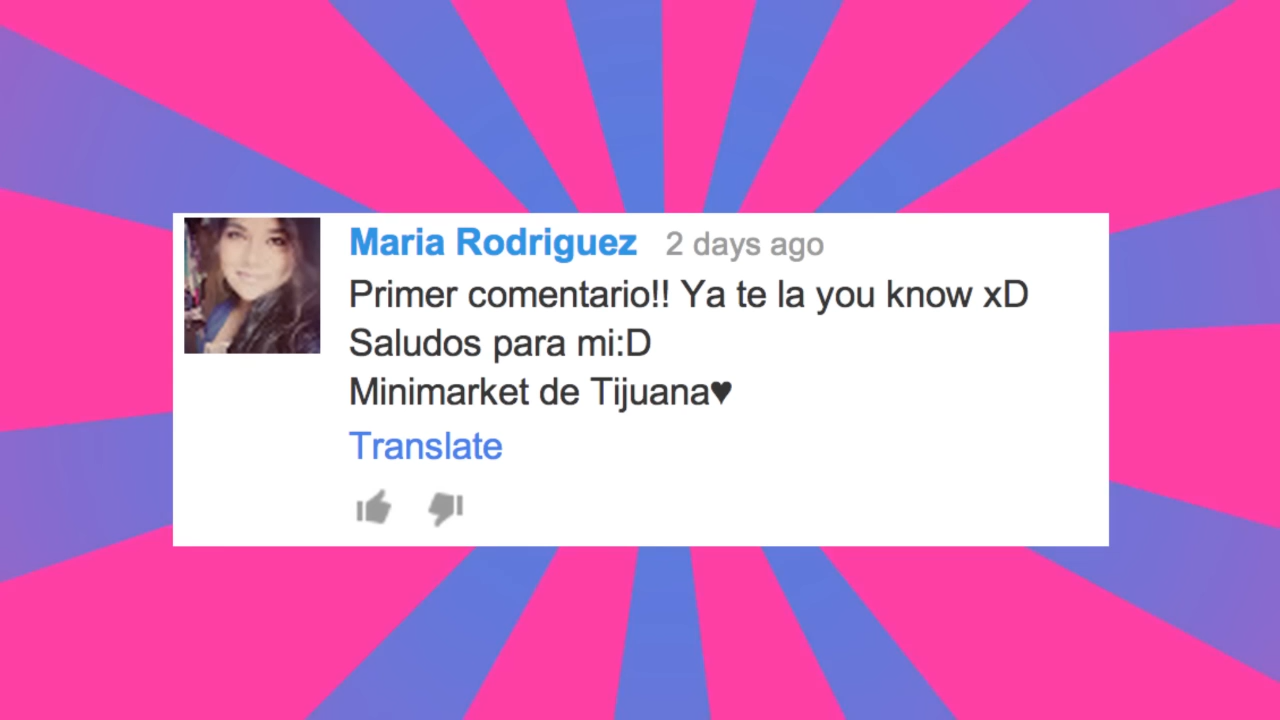 Maria Rodriguez 2 days ago
Primer comentario!! Ya te la you know xD
Saludos para mi:D
Minimarket de Tijuana♥
Translate